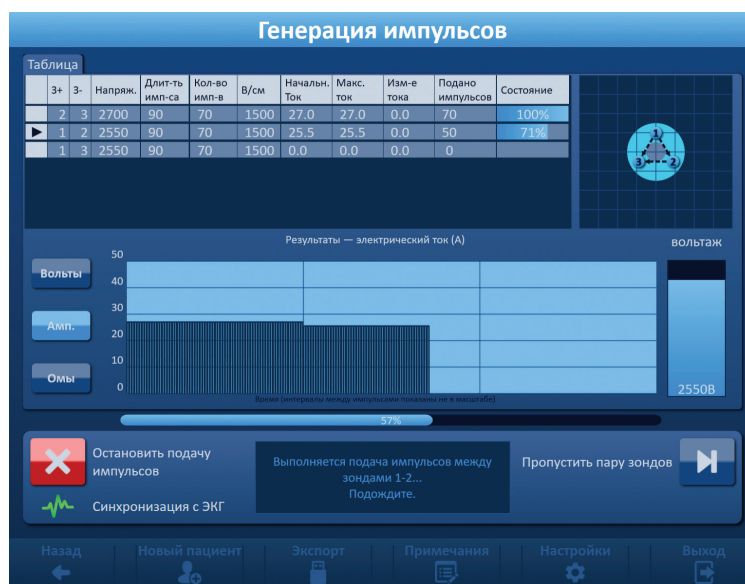 Генерация импульсов
Таблица
З+ З- Напряж. Длит-ть имп-са Кол-во имп-в В/см Начальн. Ток Макс. ток Изм-е тока Подано импульсов Состояние
2 3 2700 90 70 1500 27.0 27.0 0.0 70 100%
1 2 2550 90 70 1500 25.5 25.5 0.0 50 71%
1 3 2550 90 70 1500 0.0 0.0 0.0 0
1
3 2
Результаты — электрический ток (А)
вольтаж
Вольты
Амп.
Омы
50
40
30
20
10
0
2550В
Время (интервалы между импульсами показаны не в масштабе)
57%
Остановить подачу
импульсов
Синхронизация с ЭКГ
Выполняется подача импульсов между
зондами 1-2...
Подождите.
Пропустить пару зондов
Назад Новый пациент Экспорт Примечания Настройки Выход